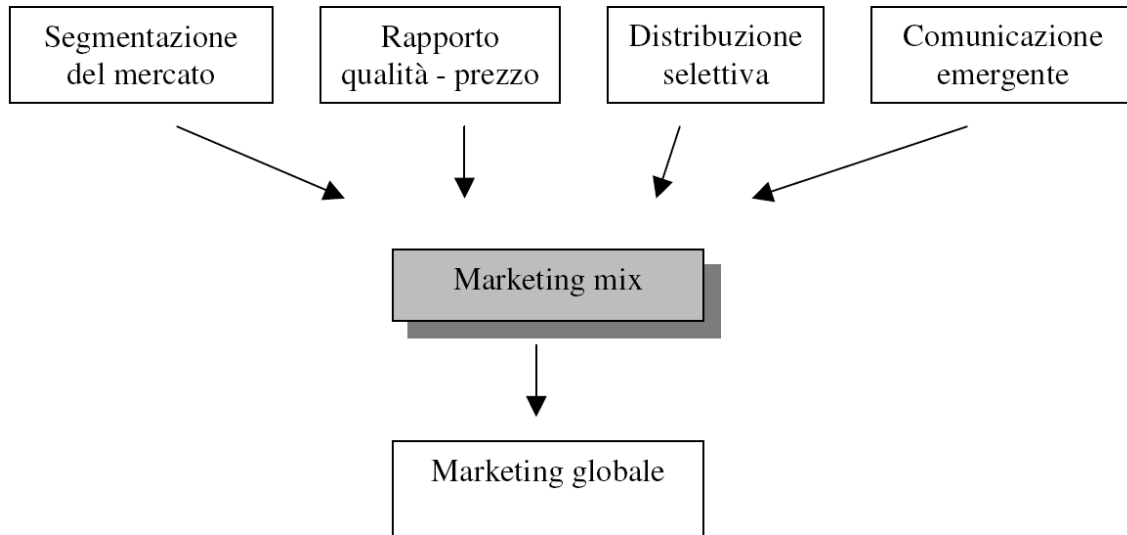 Segmentazione
del mercato
Rapporto
qualità - prezzo
Distribuzione
selettiva
Comunicazione
emergente
Marketing mix
Marketing globale